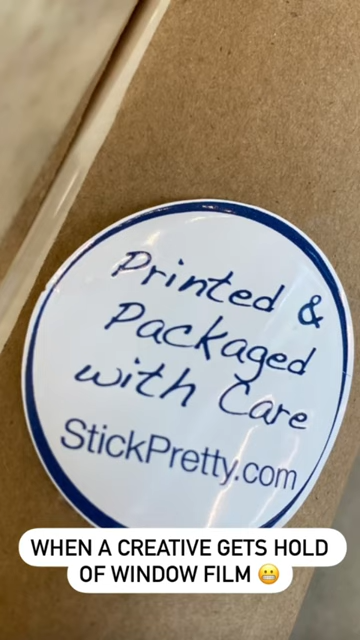 Printed &
Packaged
with Care
StickPretty.com
WHEN A CREATIVE GETS HOLD
OF WINDOW FILM 😬